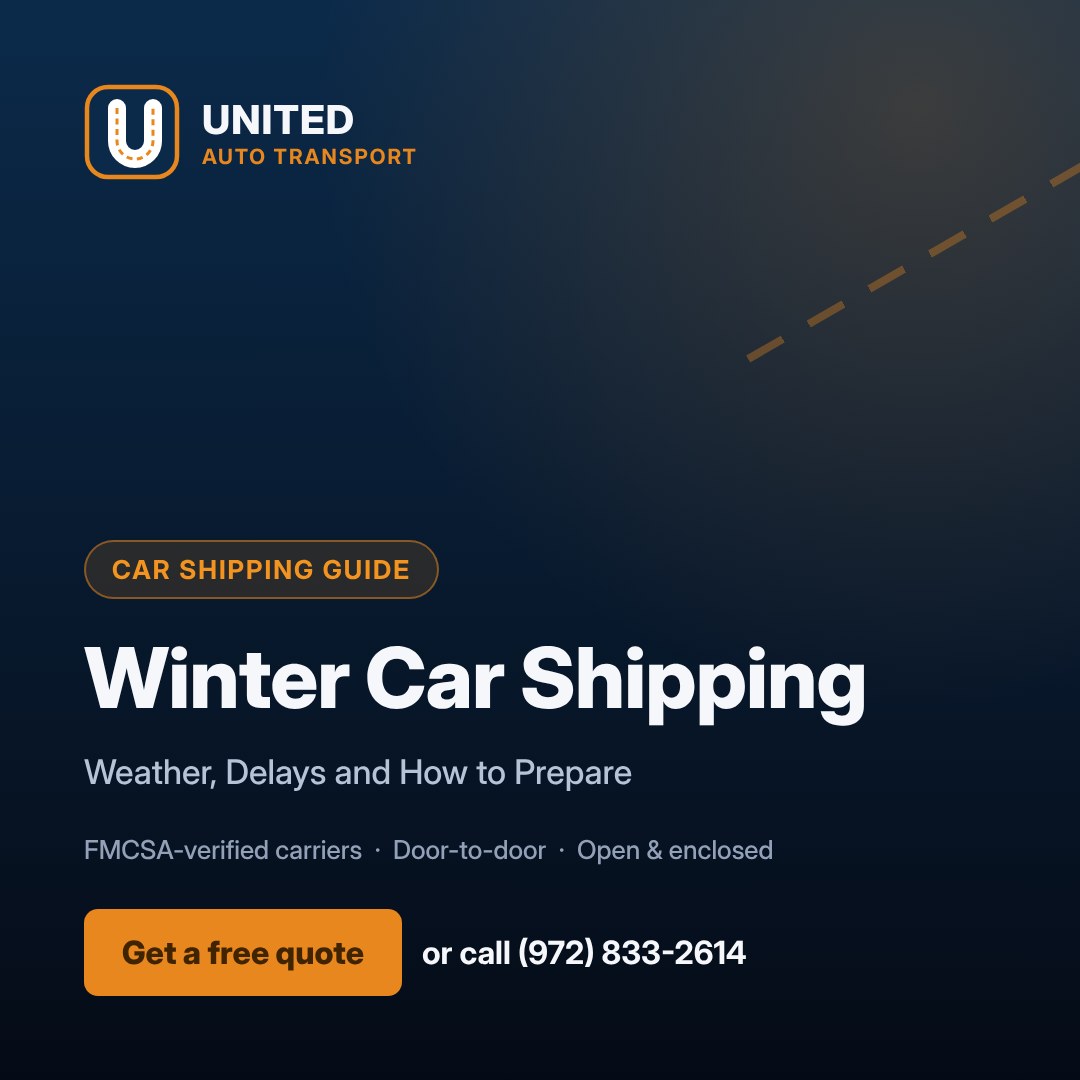 UNITED
AUTO TRANSPORT
CAR SHIPPING GUIDE
Winter Car Shipping
Weather, Delays and How to Prepare
FMCSA-verified carriers · Door-to-door · Open & enclosed
Get a free quote or call (972) 833-2614